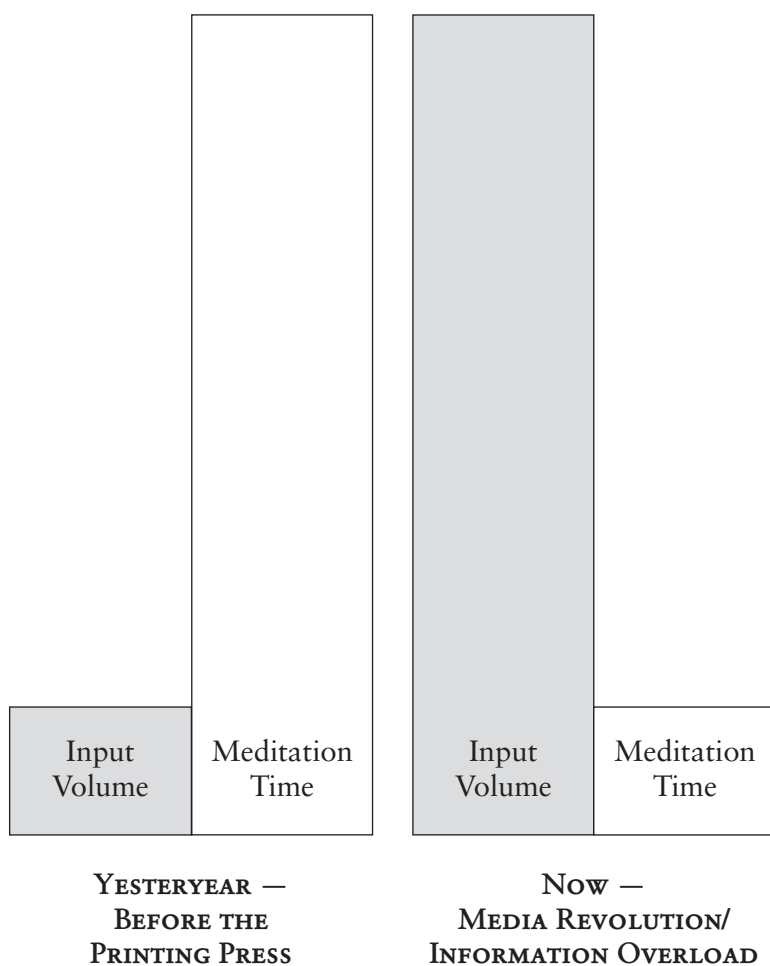 Input
Volume
Meditation
Time
Input
Volume
Meditation
Time
Yesteryear —
Before the
Printing Press
Now —
Media Revolution/
Information Overload